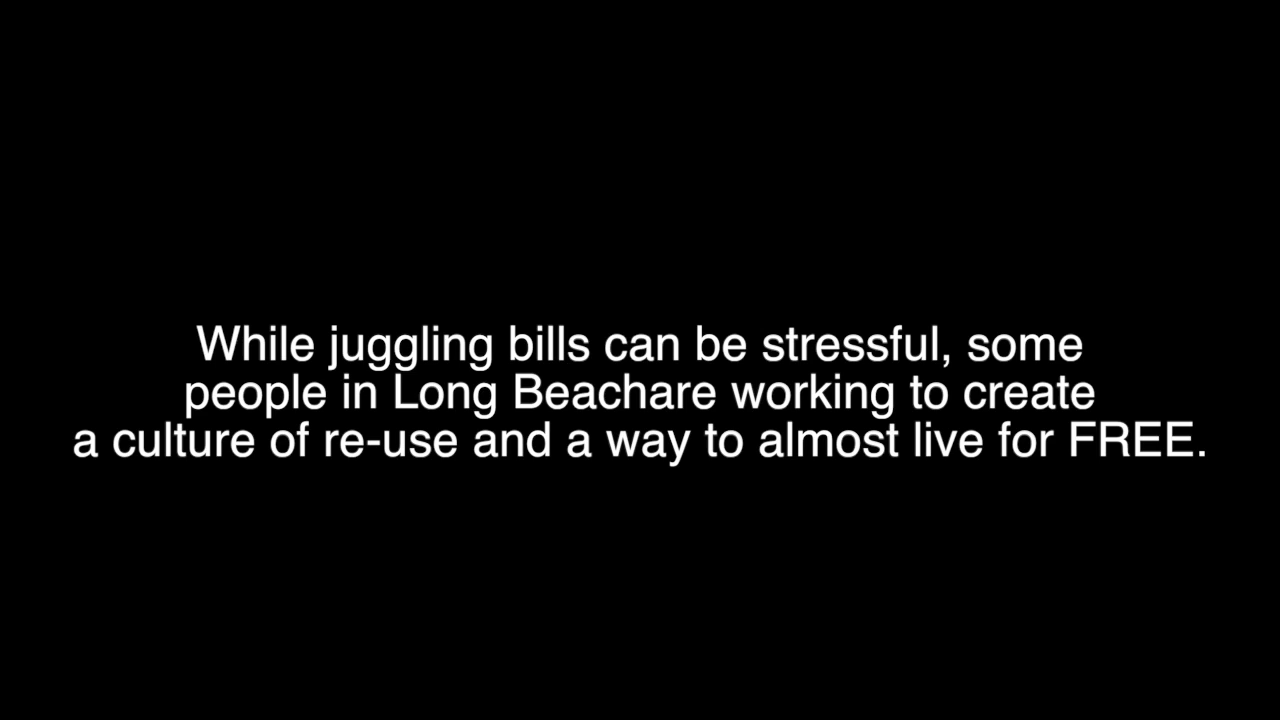 While juggling bills can be stressful, some
people in Long Beachare working to create
a culture of re-use and a way to almost live for FREE.